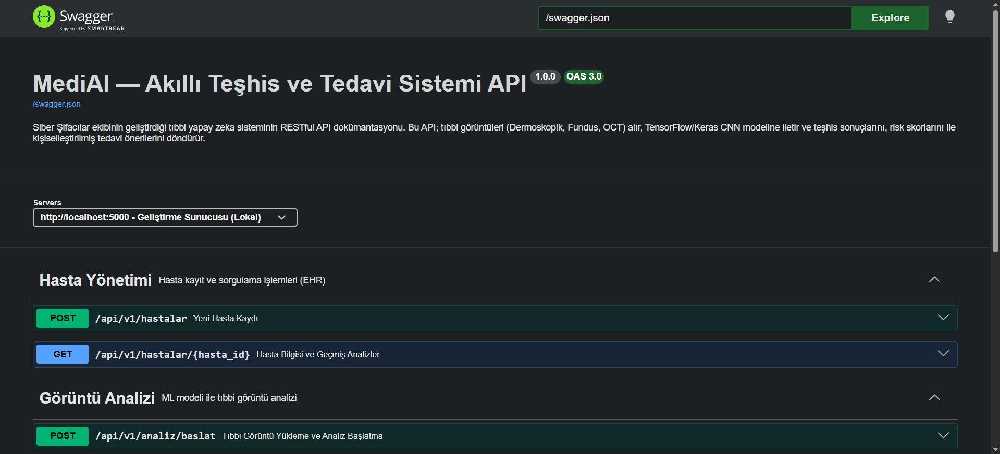 Swagger
Supported by SMARTBEAR
/swagger.json
Explore
MediAI — Akıllı Teşhis ve Tedavi Sistemi API 1.0.0 OAS 3.0
/swagger.json
Siber Şifacılar ekibinin geliştirdiği tıbbi yapay zeka sisteminin RESTful API dokümantasyonu. Bu API; tıbbi görüntüleri (Dermoskopik, Fundus, OCT) alır, TensorFlow/Keras CNN modeline iletir ve teşhis sonuçlarını, risk skorlarını ile
kişiselleştirilmiş tedavi önerilerini döndürür.
Servers
http://localhost:5000 - Geliştirme Sunucusu (Lokal)
Hasta Yönetimi Hasta kayıt ve sorgulama işlemleri (EHR)
POST /api/v1/hastalar Yeni Hasta Kaydı
GET /api/v1/hastalar/{hasta_id} Hasta Bilgisi ve Geçmiş Analizler
Görüntü Analizi ML modeli ile tıbbi görüntü analizi
POST /api/v1/analiz/baslat Tıbbi Görüntü Yükleme ve Analiz Başlatma